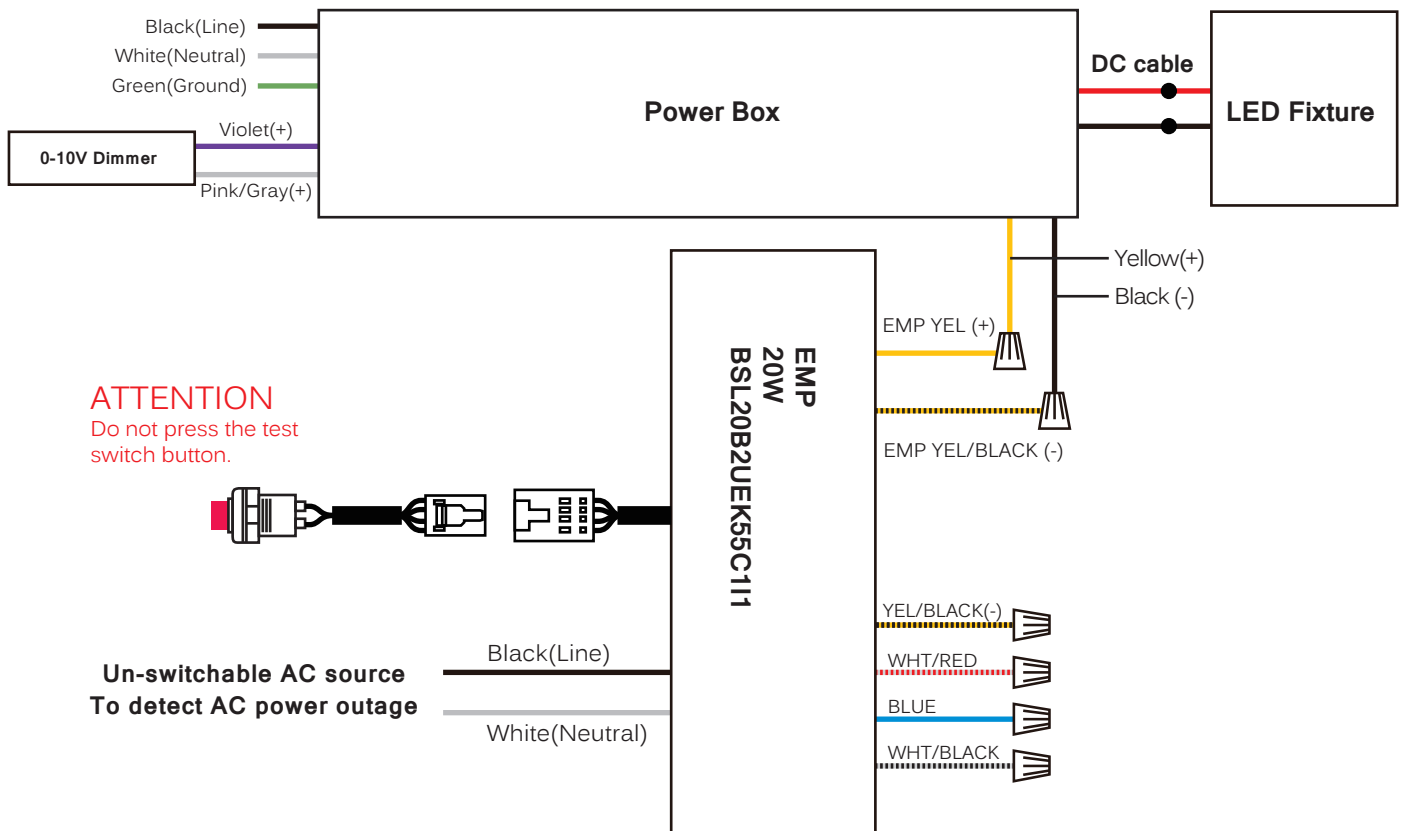 Black(Line)
White(Neutral)
Green(Ground)
Violet(+)
0-10V Dimmer
Pink/Gray(+)
Power Box
DC cable
LED Fixture
Yellow(+)
Black (-)
EMP YEL (+)
EMP YEL/BLACK (-)
EMP
20W
BSL20B2UEK55C1I1
ATTENTION
Do not press the test
switch button.
Un-switchable AC source
To detect AC power outage
Black(Line)
White(Neutral)
YEL/BLACK(-)
WHT/RED
BLUE
WHT/BLACK